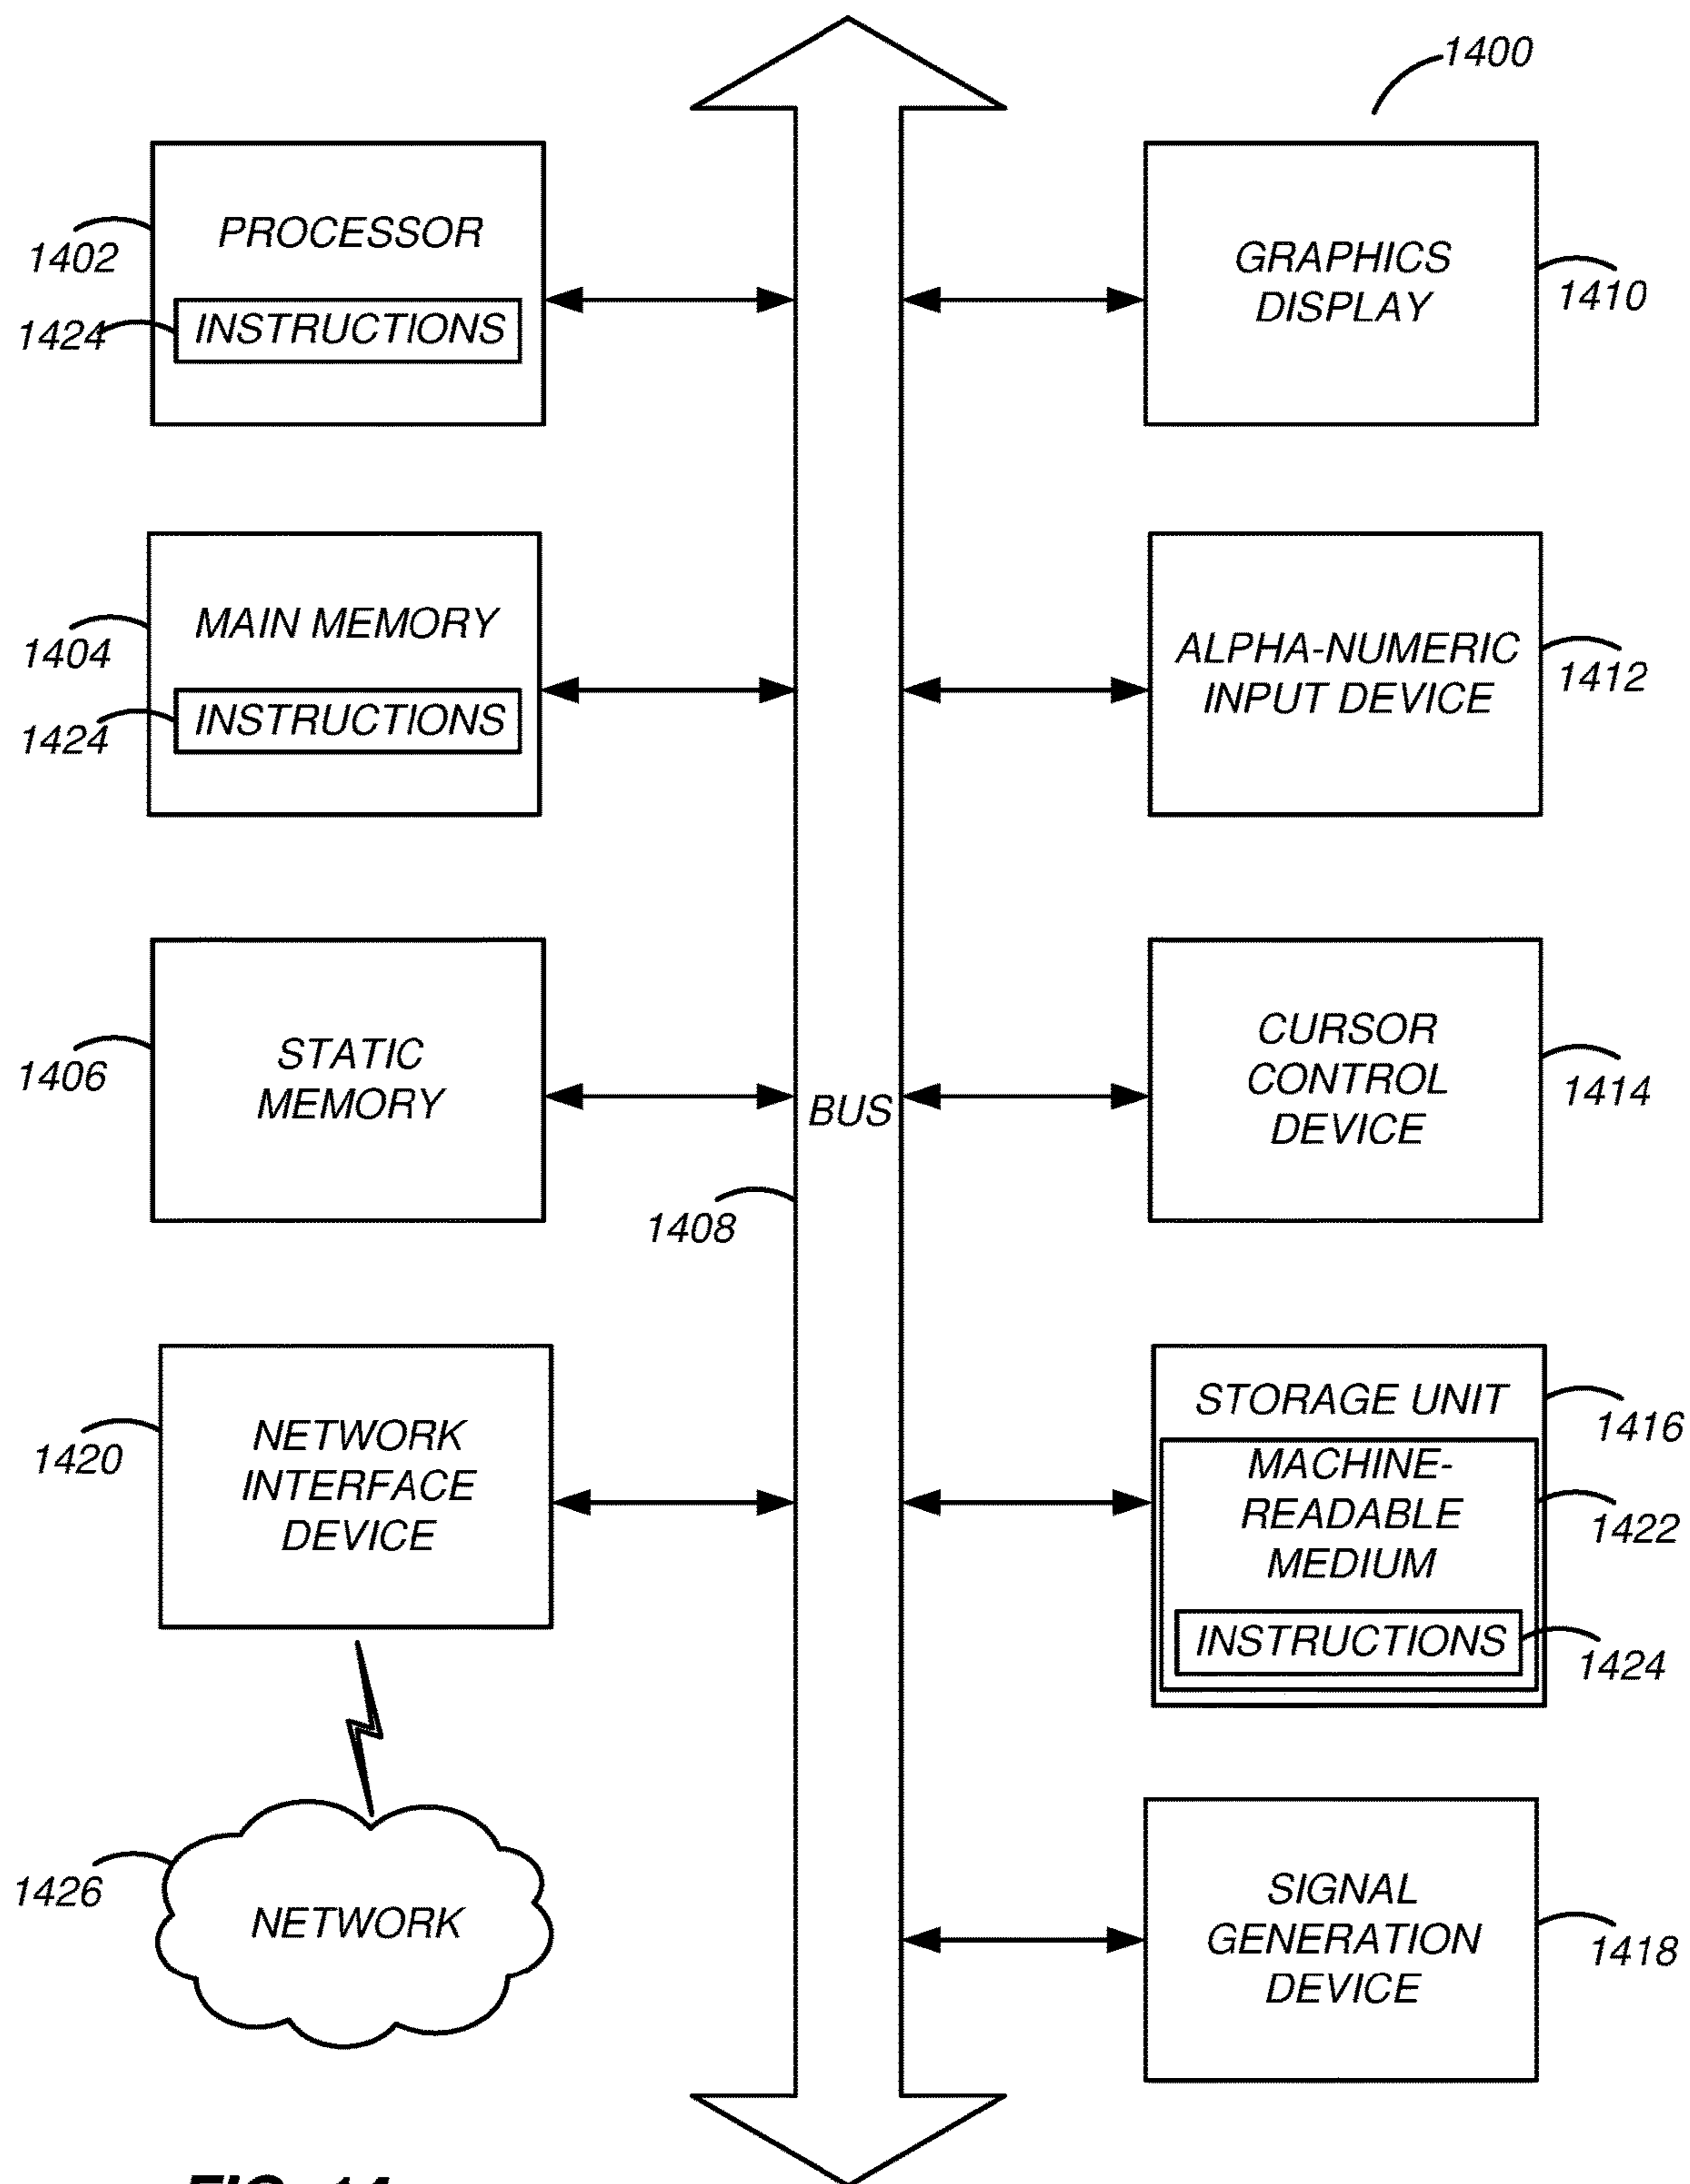 1400
PROCESSOR
1402
INSTRUCTIONS
1424
GRAPHICS
DISPLAY
1410
MAIN MEMORY
1404
INSTRUCTIONS
1424
ALPHA-NUMERIC
INPUT DEVICE
1412
STATIC
MEMORY
1406
BUS
1408
CURSOR
CONTROL
DEVICE
1414
NETWORK
INTERFACE
DEVICE
1420
STORAGE UNIT
1416
MACHINE-
READABLE
MEDIUM
1422
INSTRUCTIONS
1424
NETWORK
1426
SIGNAL
GENERATION
DEVICE
1418
FIG. 14